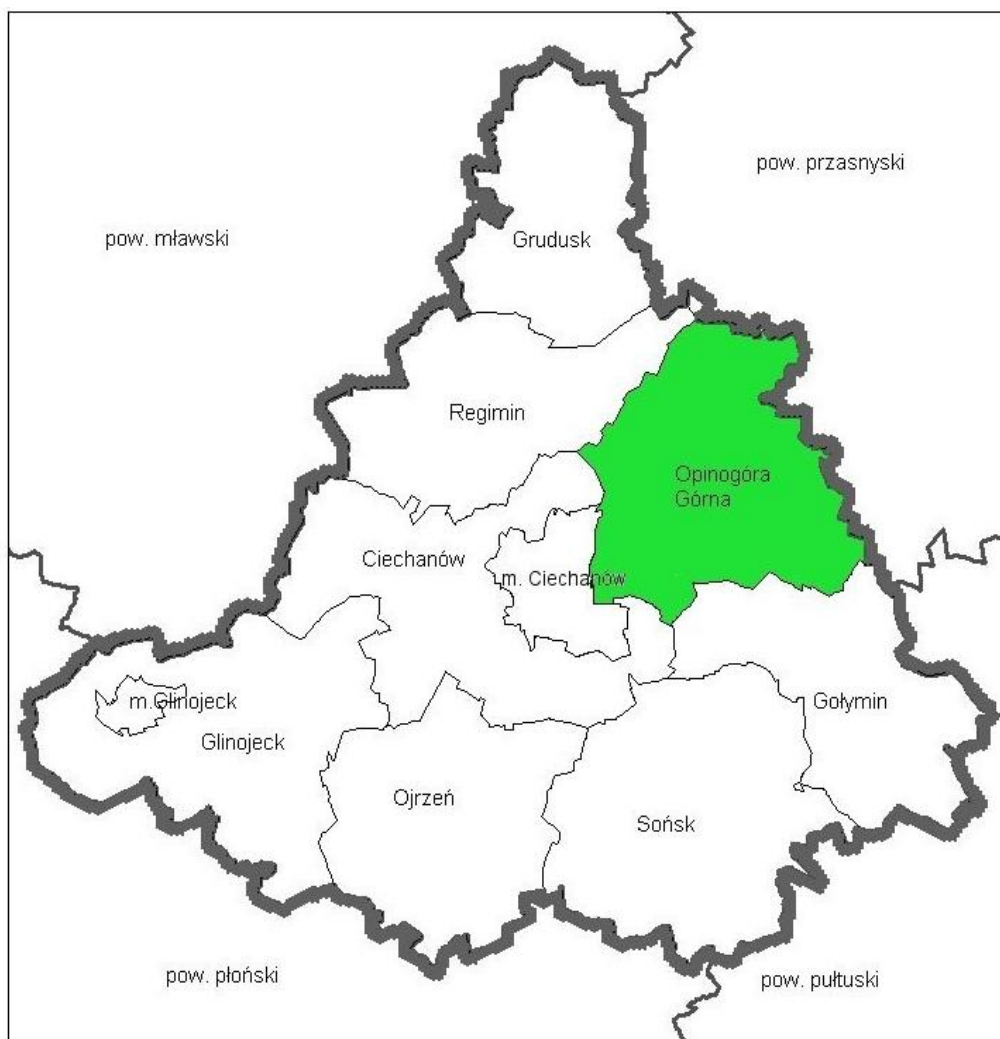 pow. przasnyski
pow. mławski
Grudusk
Regimin
Opinogóra
Górna
Ciechanów
m. Ciechanów
m.Glinojeck
Gołymin
Glinojeck
Ojrzeń
Sońsk
pow. płoński
pow. pułtuski